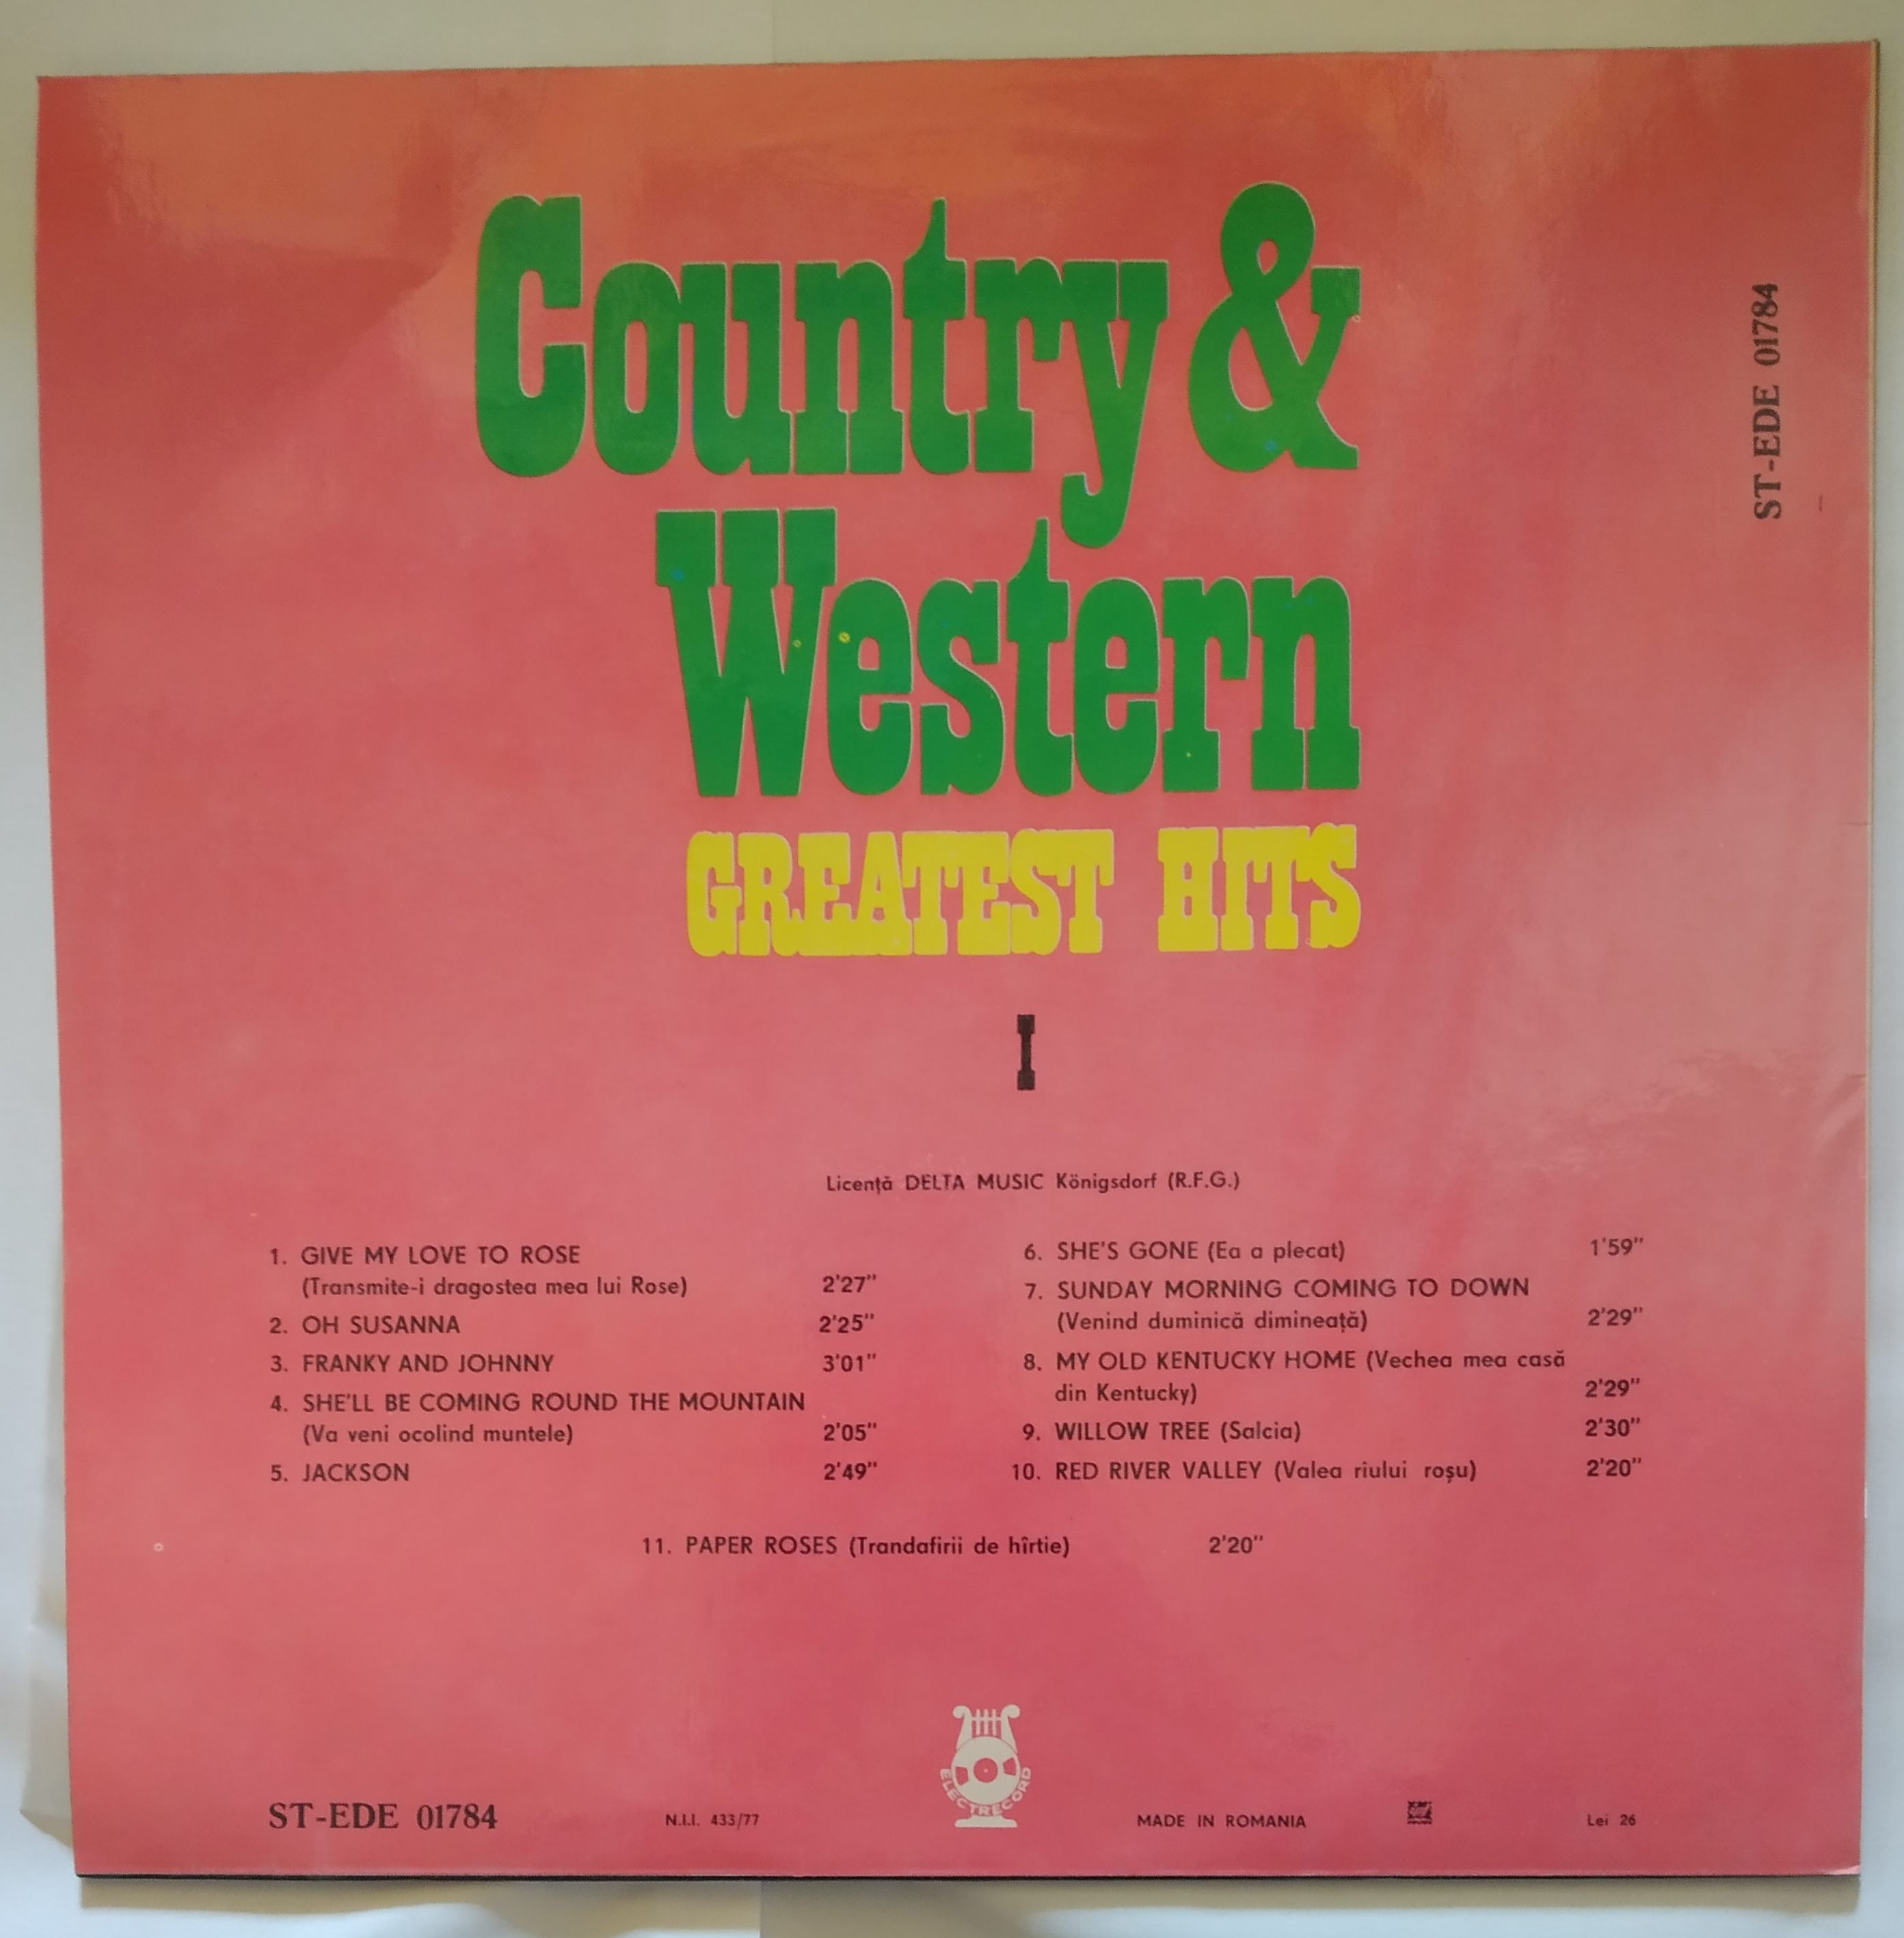 Country &
Western
GREATEST HITS
I
ST-EDE 01784
Licență DELTA MUSIC Königsdorf (R.F.G.)
1. GIVE MY LOVE TO ROSE
(Transmite-i dragostea mea lui Rose) 2'27"
2. OH SUSANNA 2'25"
3. FRANKY AND JOHNNY 3'01"
4. SHE'LL BE COMING ROUND THE MOUNTAIN
(Va veni ocolind muntele) 2'05"
5. JACKSON 2'49"
6. SHE'S GONE (Ea a plecat) 1'59"
7. SUNDAY MORNING COMING TO DOWN
(Venind duminică dimineață) 2'29"
8. MY OLD KENTUCKY HOME (Vechea mea casă
din Kentucky) 2'29"
9. WILLOW TREE (Salcia) 2'30"
10. RED RIVER VALLEY (Valea rîului roșu) 2'20"
11. PAPER ROSES (Trandafirii de hîrtie) 2'20"
ELECTRECORD
ST-EDE 01784 N.I.I. 433/77 MADE IN ROMANIA Lei 26